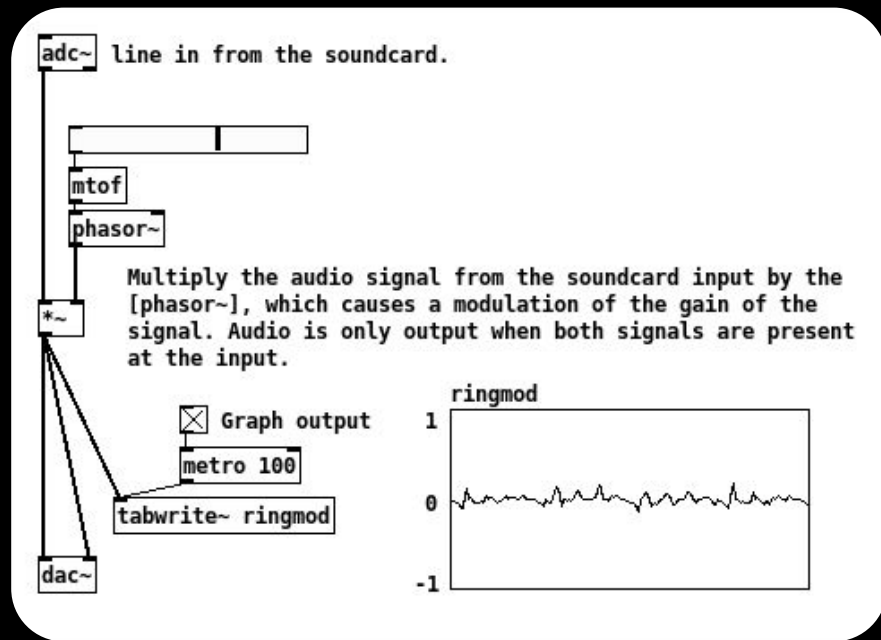 adc~ line in from the soundcard.
mtof
phasor~
Multiply the audio signal from the soundcard input by the
[phasor~], which causes a modulation of the gain of the
signal. Audio is only output when both signals are present
at the input.
*~
ringmod
Graph output
1
metro 100
0
tabwrite~ ringmod
dac~
-1